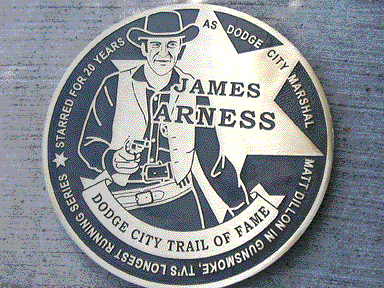 JAMES
ARNESS
DODGE CITY TRAIL OF FAME
STARRED FOR 20 YEARS AS DODGE CITY MARSHAL MATT DILLON IN GUNSMOKE, TV'S LONGEST RUNNING SERIES